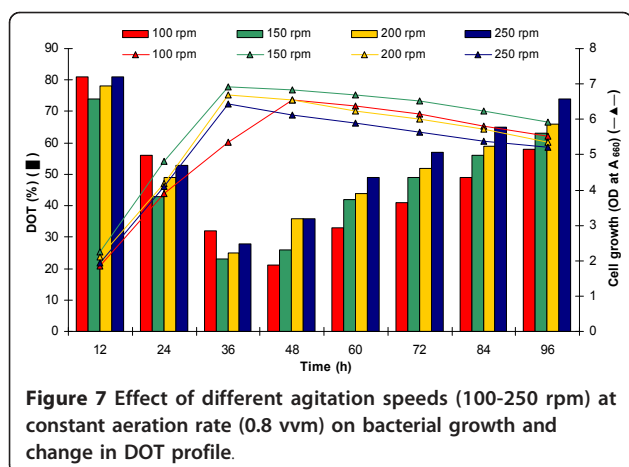 100 rpm 150 rpm 200 rpm 250 rpm
100 rpm 150 rpm 200 rpm 250 rpm
90
80
70
60
50
40
30
20
10
0
DOT (%) (■)
8
7
6
5
4
3
2
1
0
Cell growth (OD at A660) (—▲—)
12 24 36 48 60 72 84 96
Time (h)
Figure 7 Effect of different agitation speeds (100-250 rpm) at
constant aeration rate (0.8 vvm) on bacterial growth and
change in DOT profile.